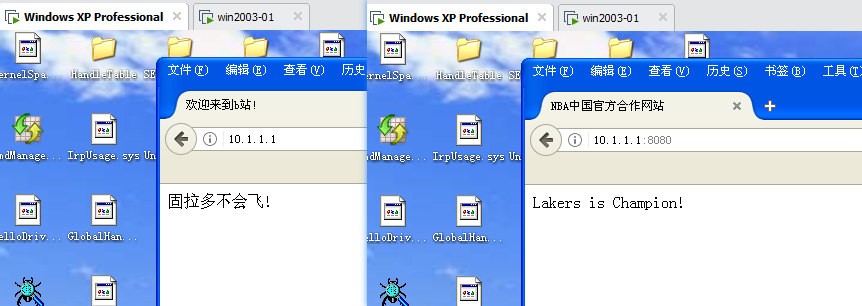 Windows XP Professional
win2003-01
ernelSpa...
HandleTable
SE
文件(F) 编辑(E) 查看(V) 历史
欢迎来到b站!
10.1.1.1
ndManage...
IrpUsage.sys
Un
固拉多不会飞!
elloDriv...
GlobalHan...
Windows XP Professional
win2003-01
ernelSpa...
HandleTable
SE
文件(F) 编辑(E) 查看(V) 历史(S) 书签(B) 工具(T)
NBA中国官方合作网站
10.1.1.1:8080
ndManage...
IrpUsage.sys
Un
Lakers is Champion!
elloDriv...
GlobalHan...